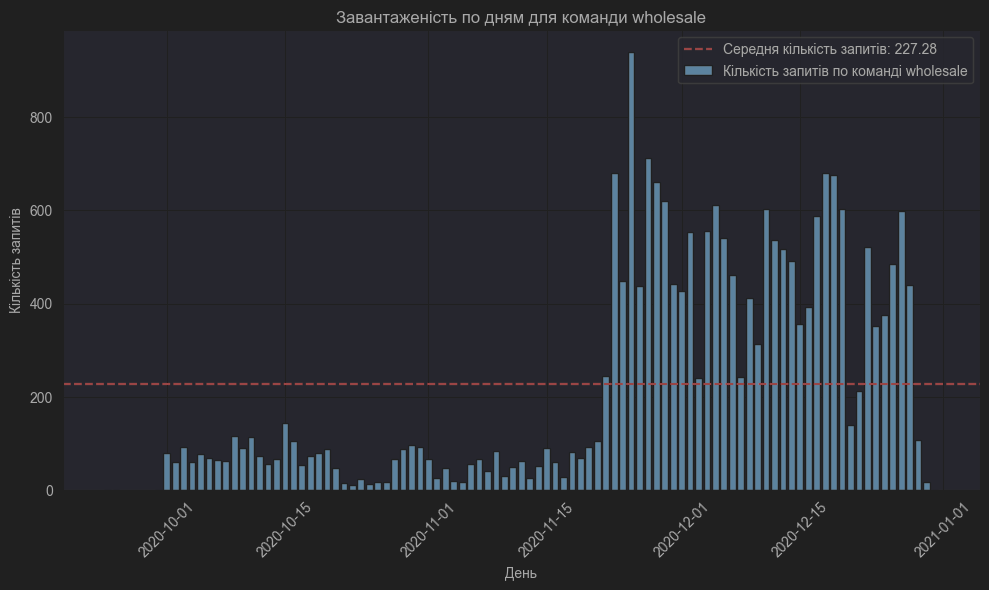 Завантаженість по дням для команди wholesale
Середня кількість запитів: 227.28
Кількість запитів по команді wholesale
Кількість запитів
800
600
400
200
0
2020-10-01
2020-10-15
2020-11-01
2020-11-15
2020-12-01
2020-12-15
2021-01-01
День